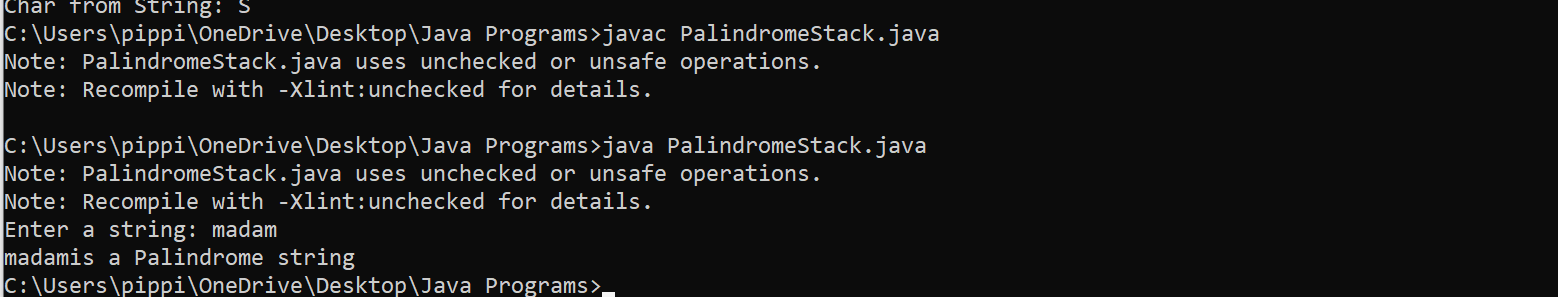 Char from String: S
C:\Users\pippi\OneDrive\Desktop\Java Programs>javac PalindromeStack.java
Note: PalindromeStack.java uses unchecked or unsafe operations.
Note: Recompile with -Xlint:unchecked for details.
C:\Users\pippi\OneDrive\Desktop\Java Programs>java PalindromeStack.java
Note: PalindromeStack.java uses unchecked or unsafe operations.
Note: Recompile with -Xlint:unchecked for details.
Enter a string: madam
madamis a Palindrome string
C:\Users\pippi\OneDrive\Desktop\Java Programs>